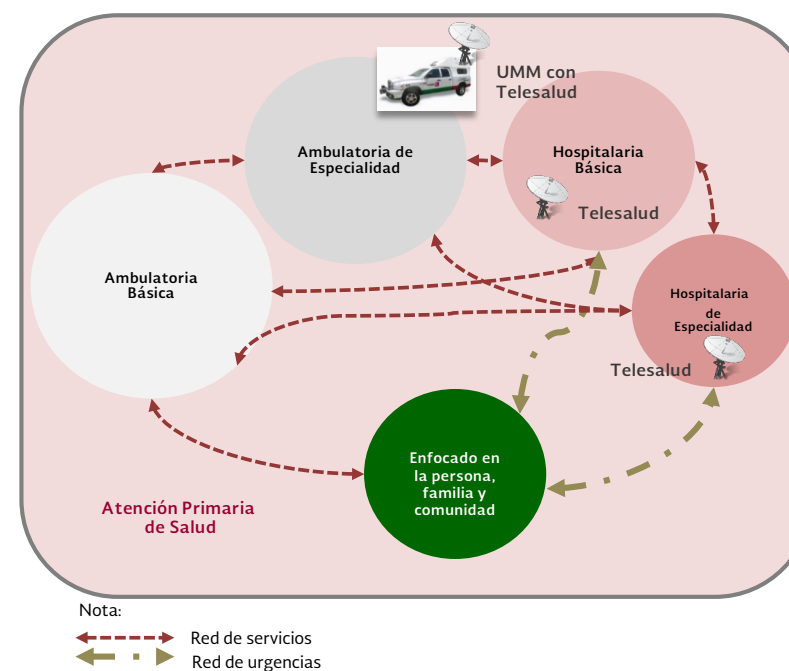 UMM con
Telesalud
Ambulatoria de
Especialidad
Hospitalaria
Básica
Telesalud
Ambulatoria
Básica
Hospitalaria
de
Especialidad
Telesalud
Enfocado en
la persona,
familia y
comunidad
Atención Primaria
de Salud
Nota:
Red de servicios
Red de urgencias